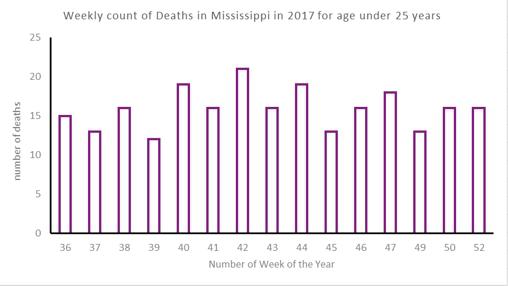 Weekly count of Deaths in Mississippi in 2017 for age under 25 years
25
20
15
10
5
0
number of deaths
36 37 38 39 40 41 42 43 44 45 46 47 49 50 52
Number of Week of the Year